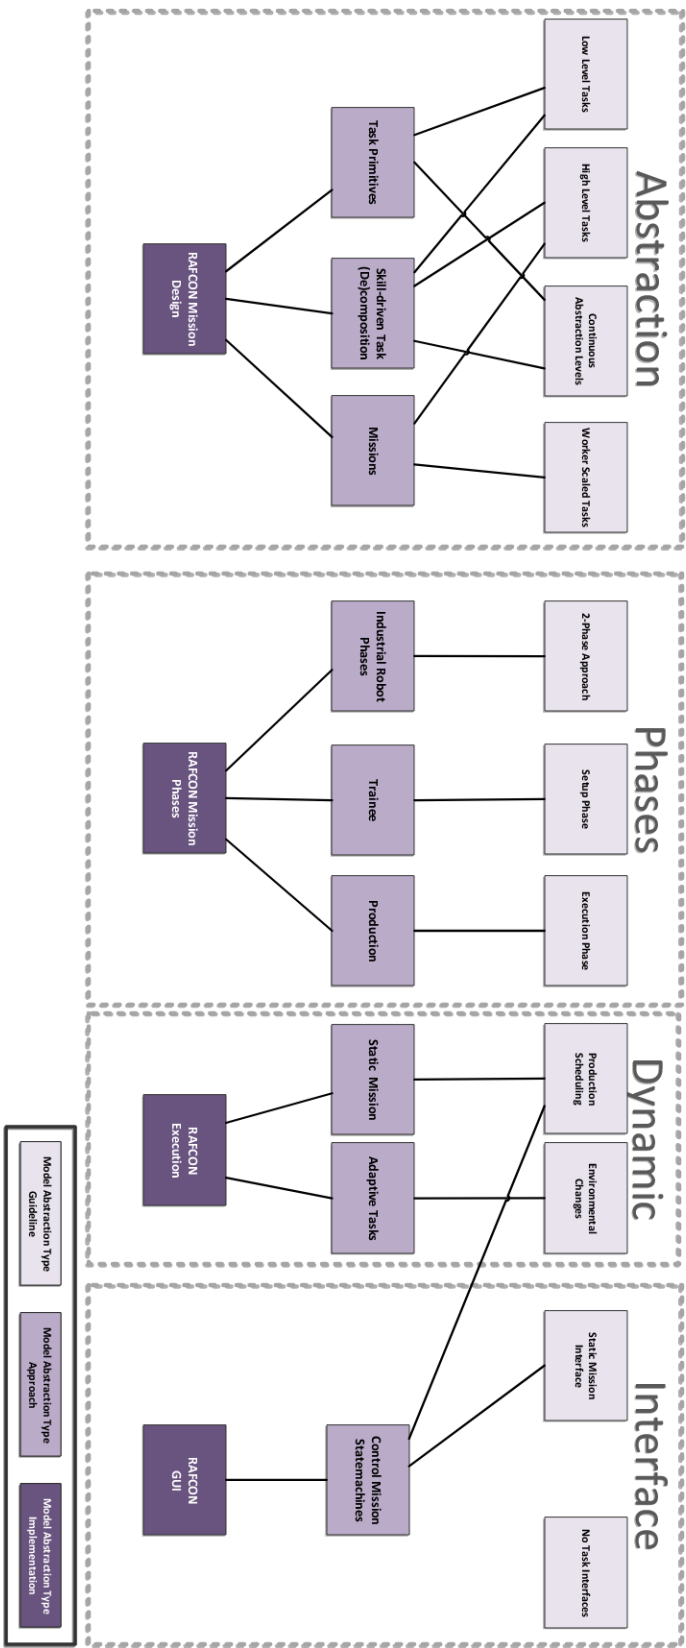 Abstraction
Low Level Tasks
High Level Tasks
Continuous
Abstraction Levels
Worker Scaled Tasks
Task Primitives
Skill-driven Task
(De)composition
Missions
RAFCON Mission
Design
Phases
2-Phase Approach
Setup Phase
Execution Phase
Industrial Robot
Phases
Trainee
Production
RAFCON Mission
Phases
Dynamic
Production
Scheduling
Environmental
Changes
Static Mission
Adaptive Tasks
RAFCON
Execution
Interface
Static Mission
Interface
No Task Interfaces
Control Mission
Statemachines
RAFCON
GUI
Model Abstraction Type
Guideline
Model Abstraction Type
Approach
Model Abstraction Type
Implementation